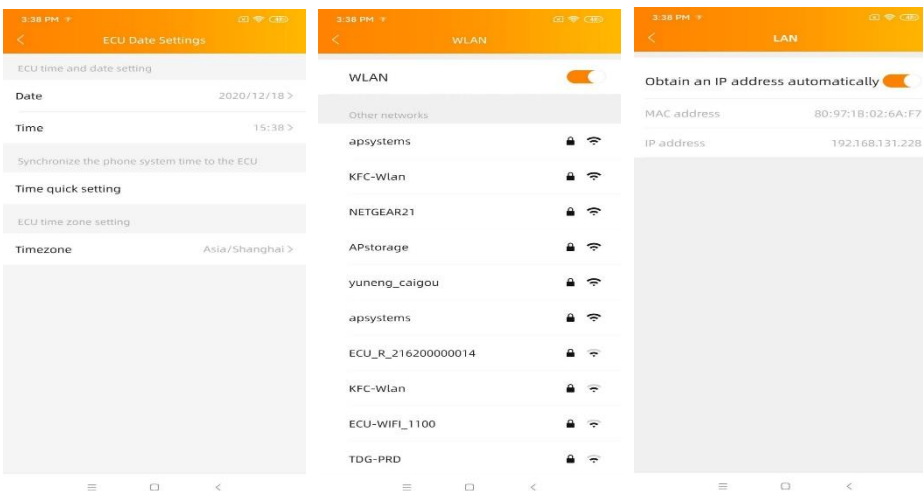 3:38 PM
ECU Date Settings
ECU time and date setting
Date 2020/12/18 >
Time 15:38 >
Synchronize the phone system time to the ECU
Time quick setting
ECU time zone setting
Timezone Asia/Shanghai >
3:38 PM
WLAN
WLAN
Other networks
apsystems
KFC-Wlan
NETGEAR21
APstorage
yuneng_caigou
apsystems
ECU_R_216200000014
KFC-Wlan
ECU-WIFI_1100
TDG-PRD
3:38 PM
LAN
Obtain an IP address automatically
MAC address 80:97:1B:02:6A:F7
IP address 192.168.131.228